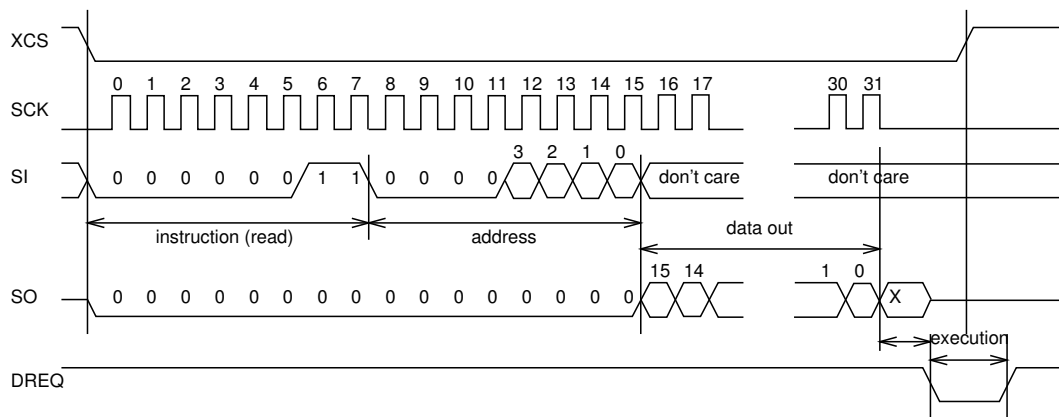 XCS
0 1 2 3 4 5 6 7 8 9 10 11 12 13 14 15 16 17 30 31
SCK
3 2 1 0
SI 0 0 0 0 0 0 1 1 0 0 0 0 don't care don't care
instruction (read) address data out
15 14 1 0
SO 0 0 0 0 0 0 0 0 0 0 0 0 0 0 0 0 X
execution
DREQ